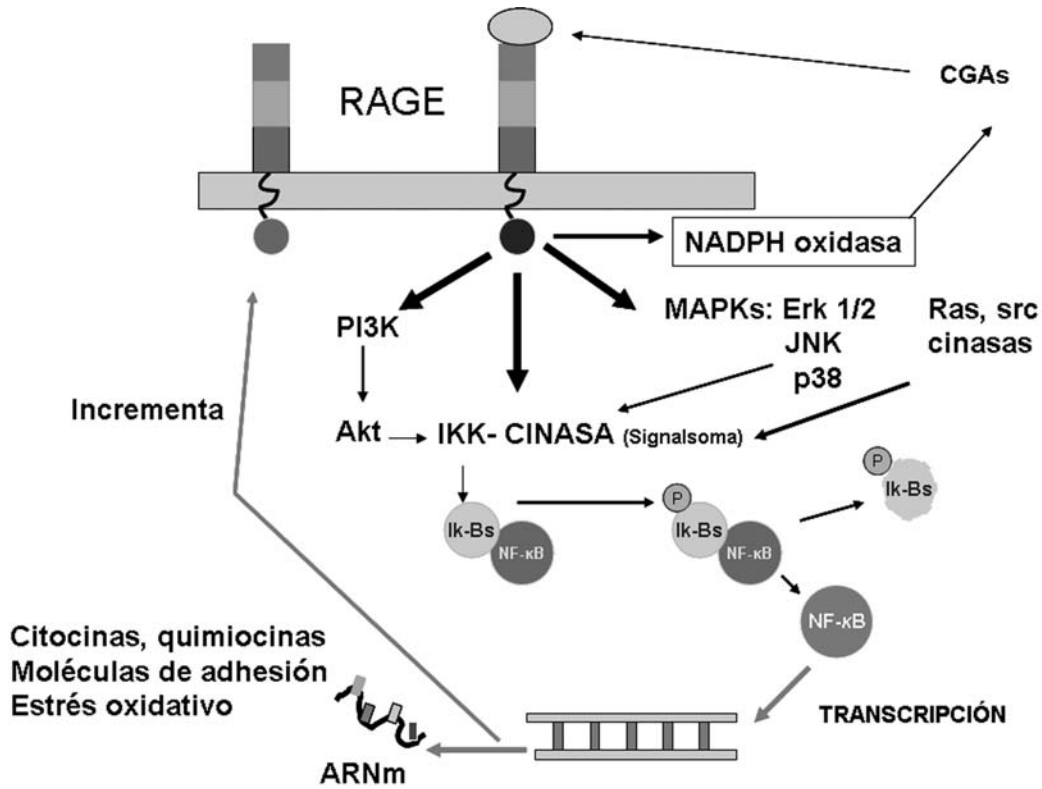 RAGE
CGAs
NADPH oxidasa
PI3K
MAPKs: Erk 1/2
JNK
p38
Ras, src
cinasas
Incrementa
Akt
IKK- CINASA (Signalsoma)
Ik-Bs
NF-κB
P
Ik-Bs
NF-κB
P
Ik-Bs
NF-κB
Citocinas, quimiocinas
Moléculas de adhesión
Estrés oxidativo
TRANSCRIPCIÓN
ARNm